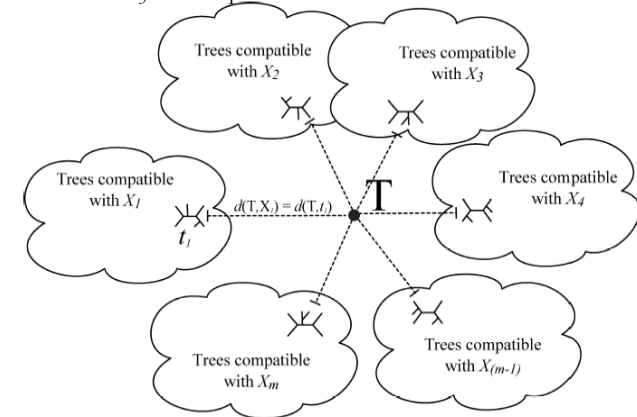 Trees compatible
with X2
Trees compatible
with X3
Trees compatible
with X1
t1
d(T,X1) = d(T,t1)
T
Trees compatible
with X4
Trees compatible
with Xm
Trees compatible
with X(m-1)